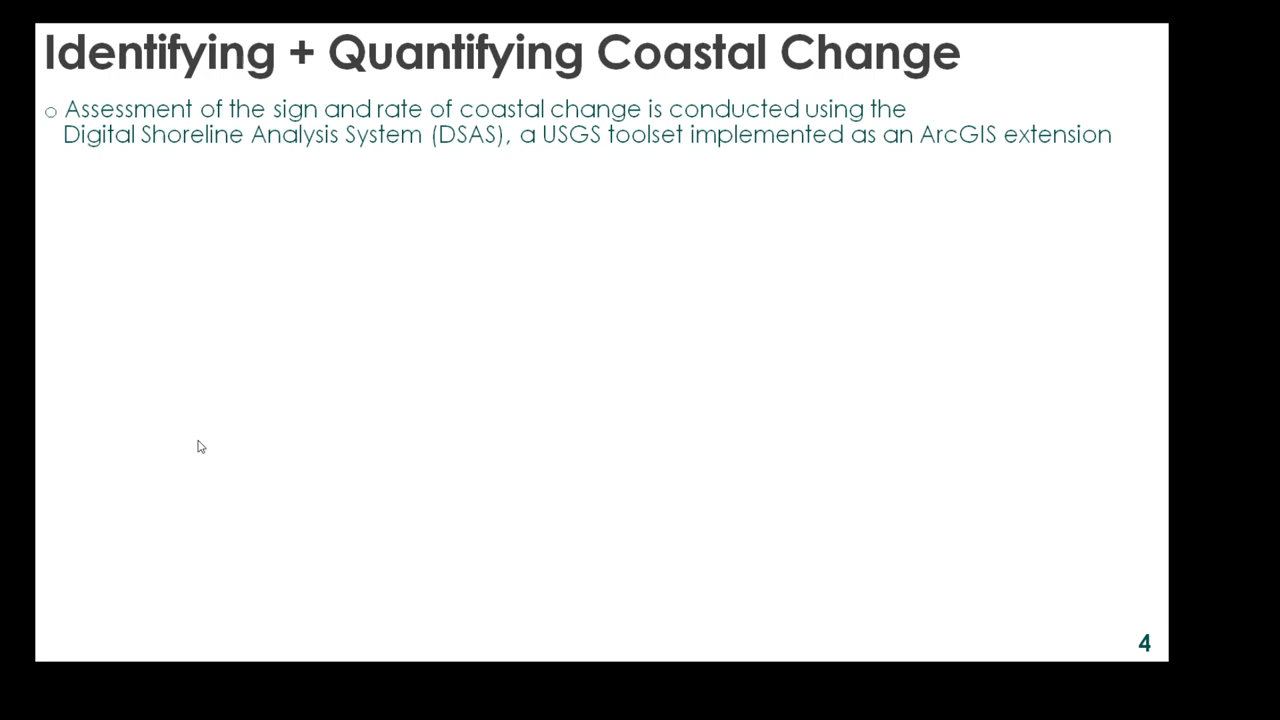 Identifying + Quantifying Coastal Change
○ Assessment of the sign and rate of coastal change is conducted using the
Digital Shoreline Analysis System (DSAS), a USGS toolset implemented as an ArcGIS extension
4